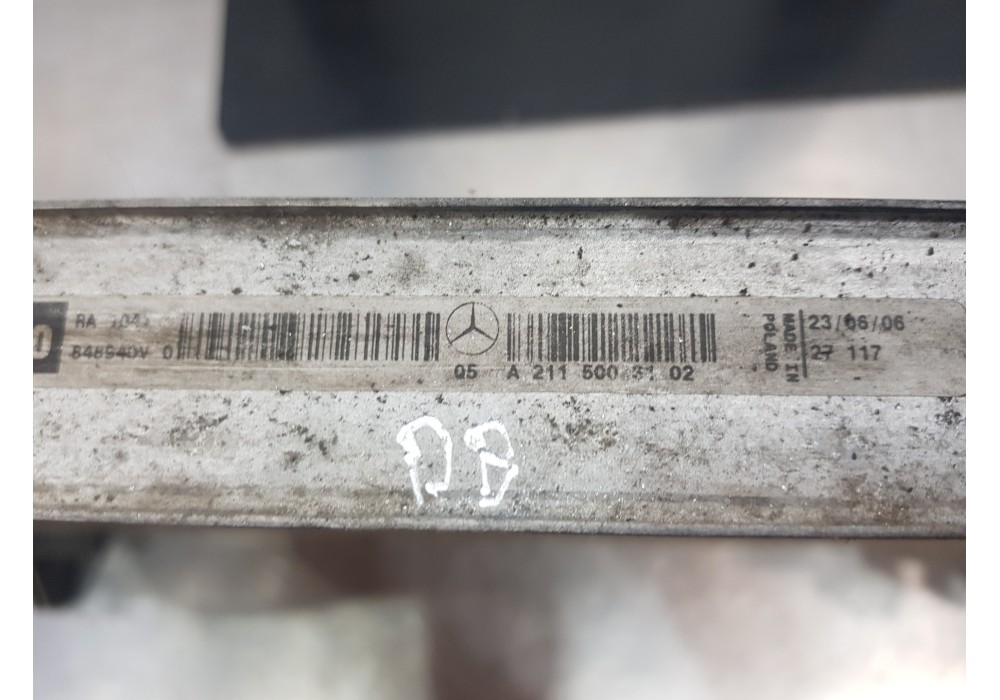 RA
848940V 0
Q5 A 211 500 31 02
MADE IN
POLAND
23/06/06
27 117
DB